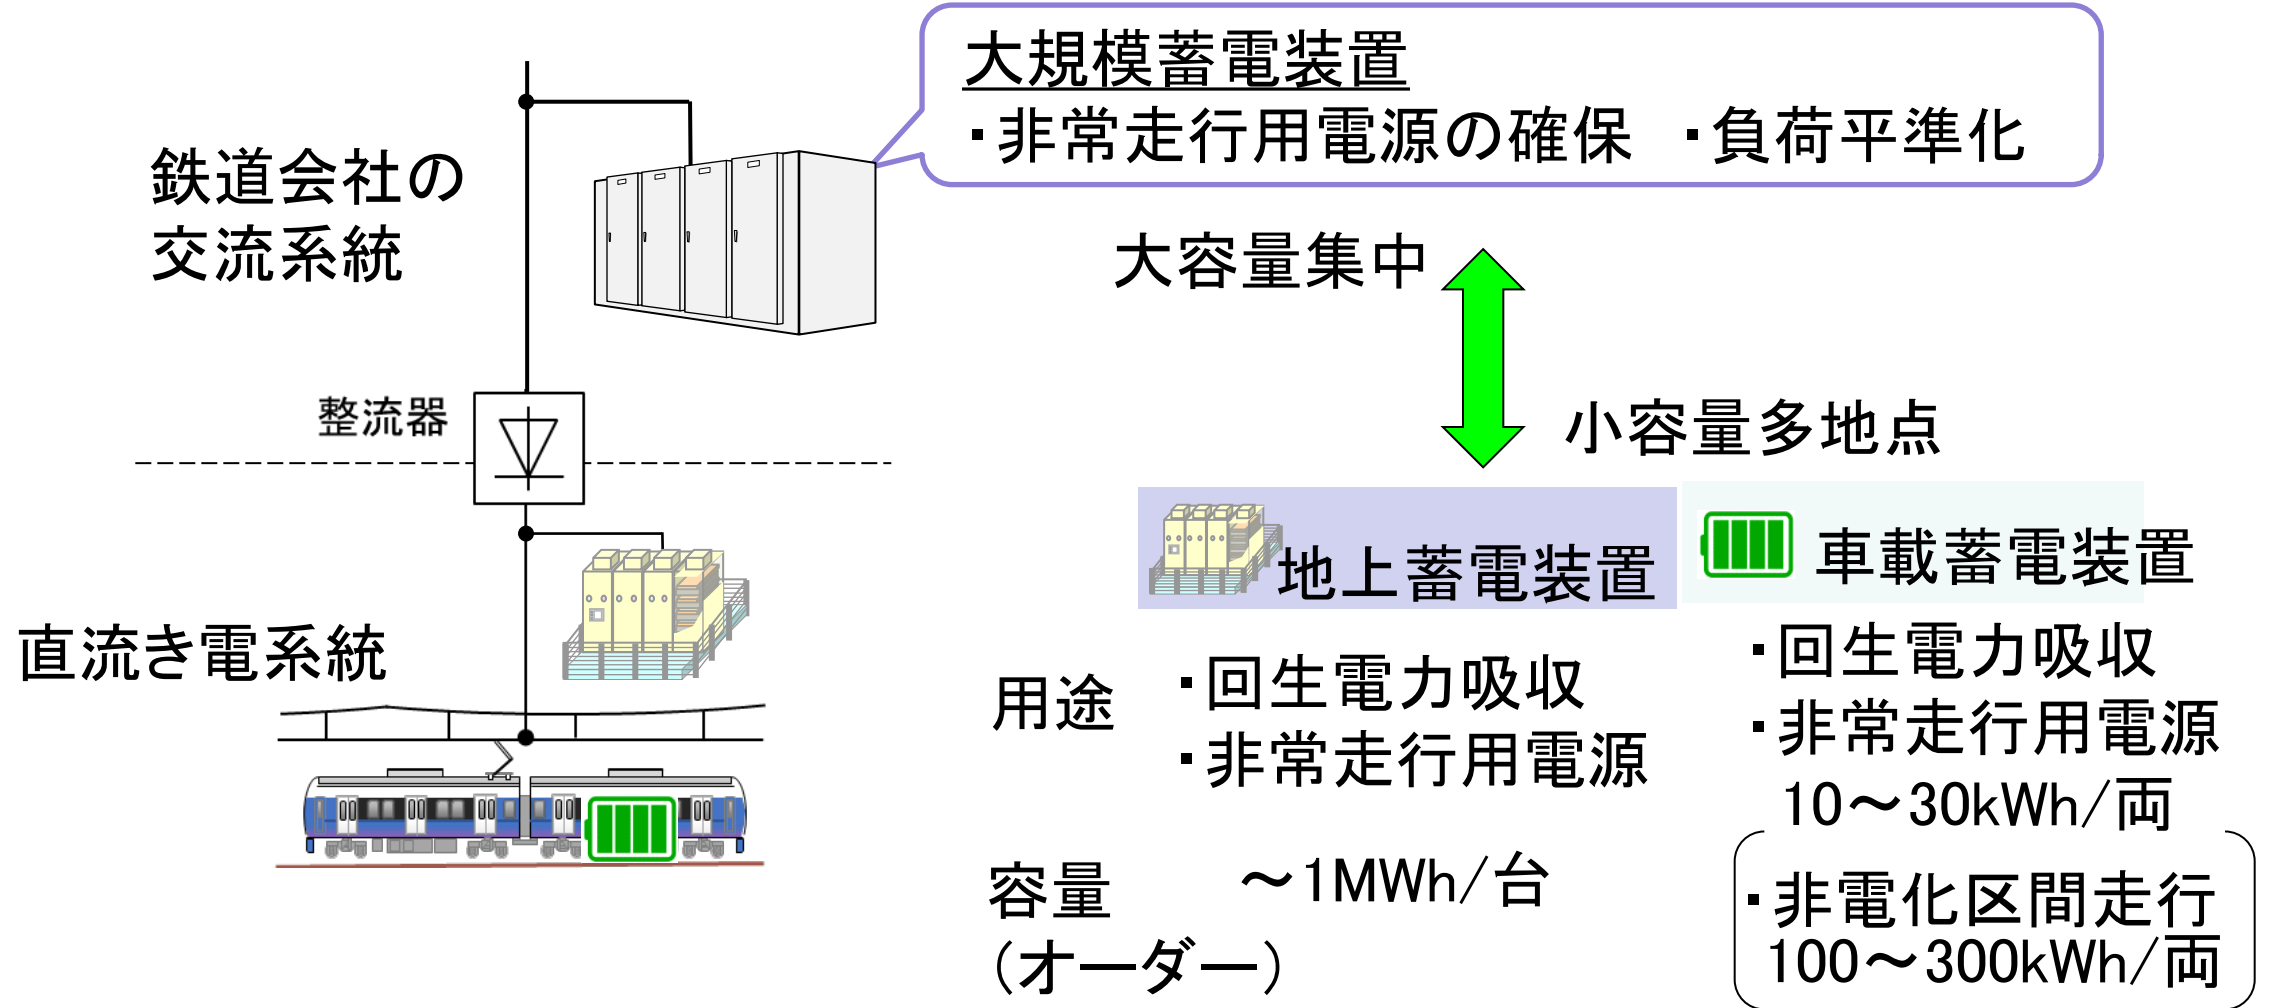 大規模蓄電装置
・非常走行用電源の確保　・負荷平準化
鉄道会社の
交流系統
大容量集中
整流器
小容量多地点
地上蓄電装置
車載蓄電装置
直流き電系統
用途
・回生電力吸収
・非常走行用電源
・回生電力吸収
・非常走行用電源
10～30kWh/両
容量
（オーダー）
～1MWh/台
・非電化区間走行
100～300kWh/両